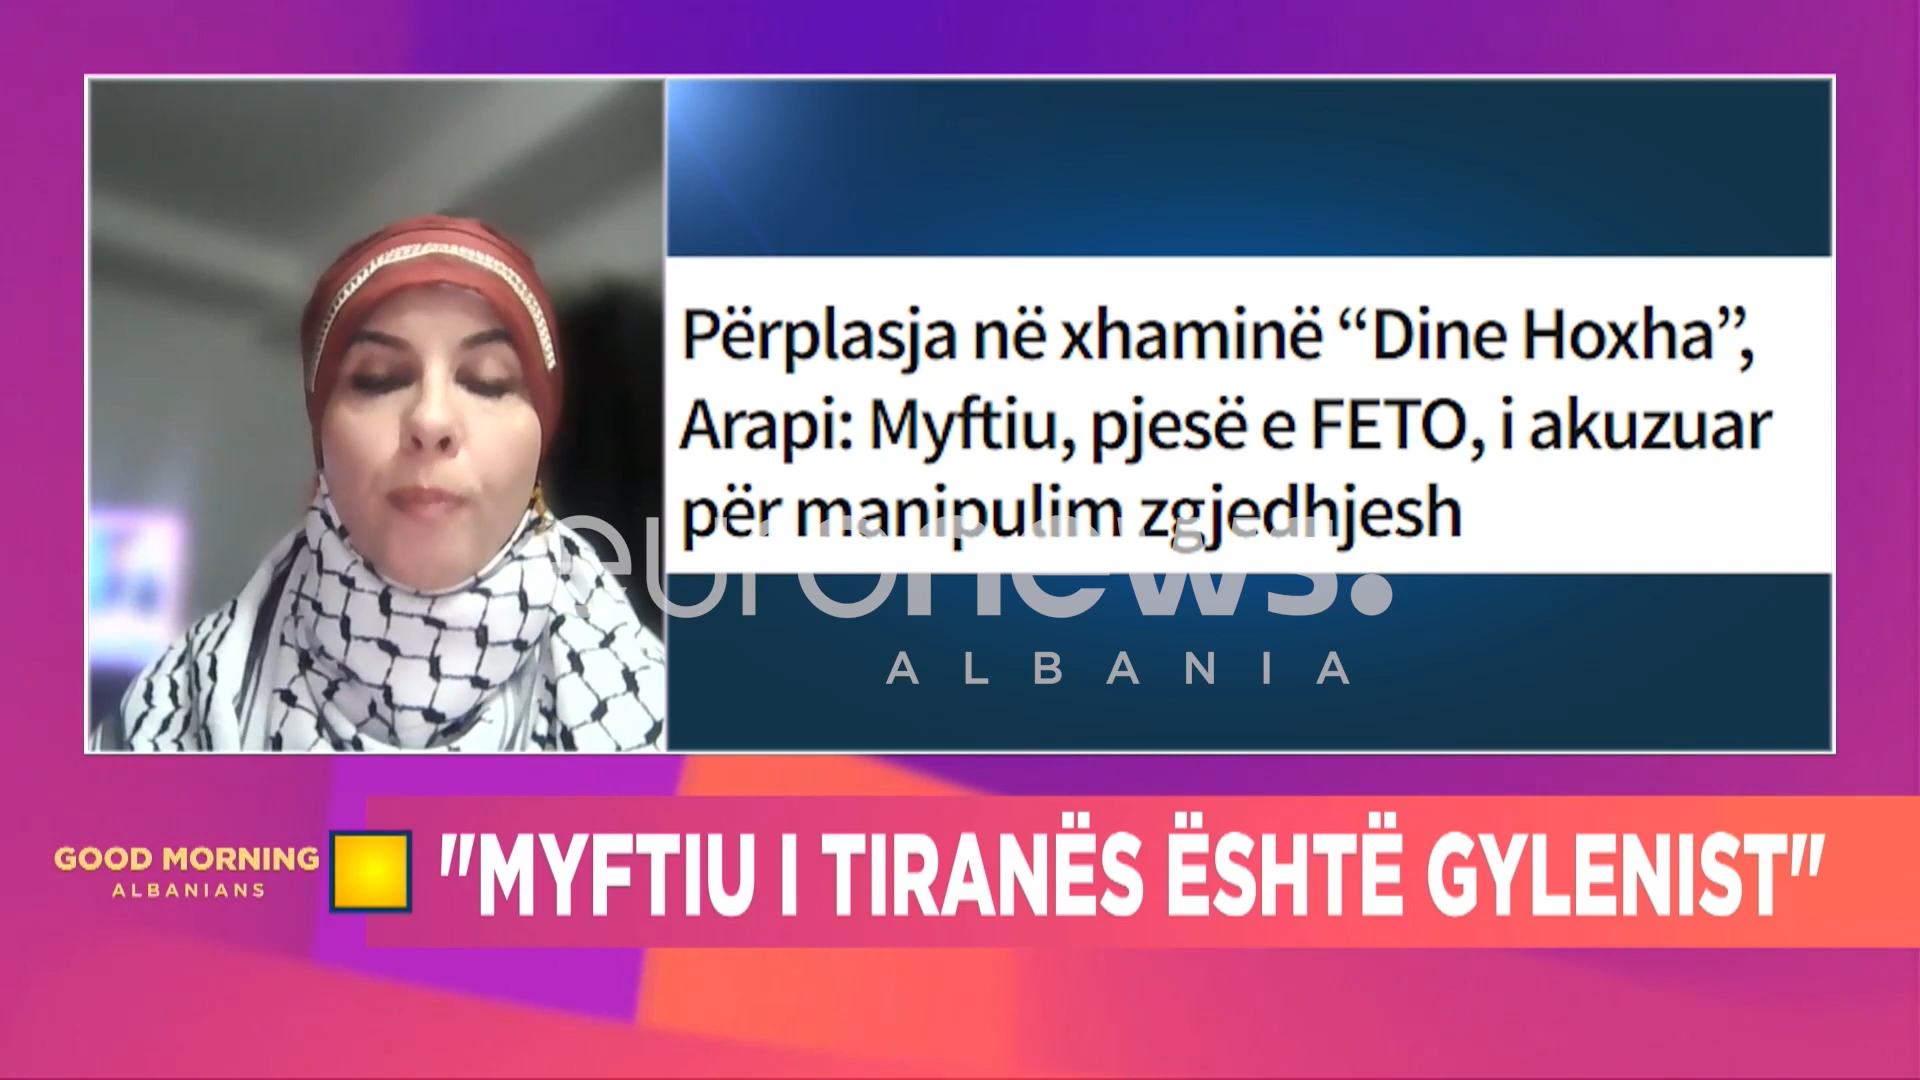 Përplasja në xhaminë “Dine Hoxha”,
Arapi: Myftiu, pjesë e FETO, i akuzuar
për manipulim zgjedhjesh
euronews.
ALBANIA
GOOD MORNING
ALBANIANS
"MYFTIU I TIRANËS ËSHTË GYLENIST"